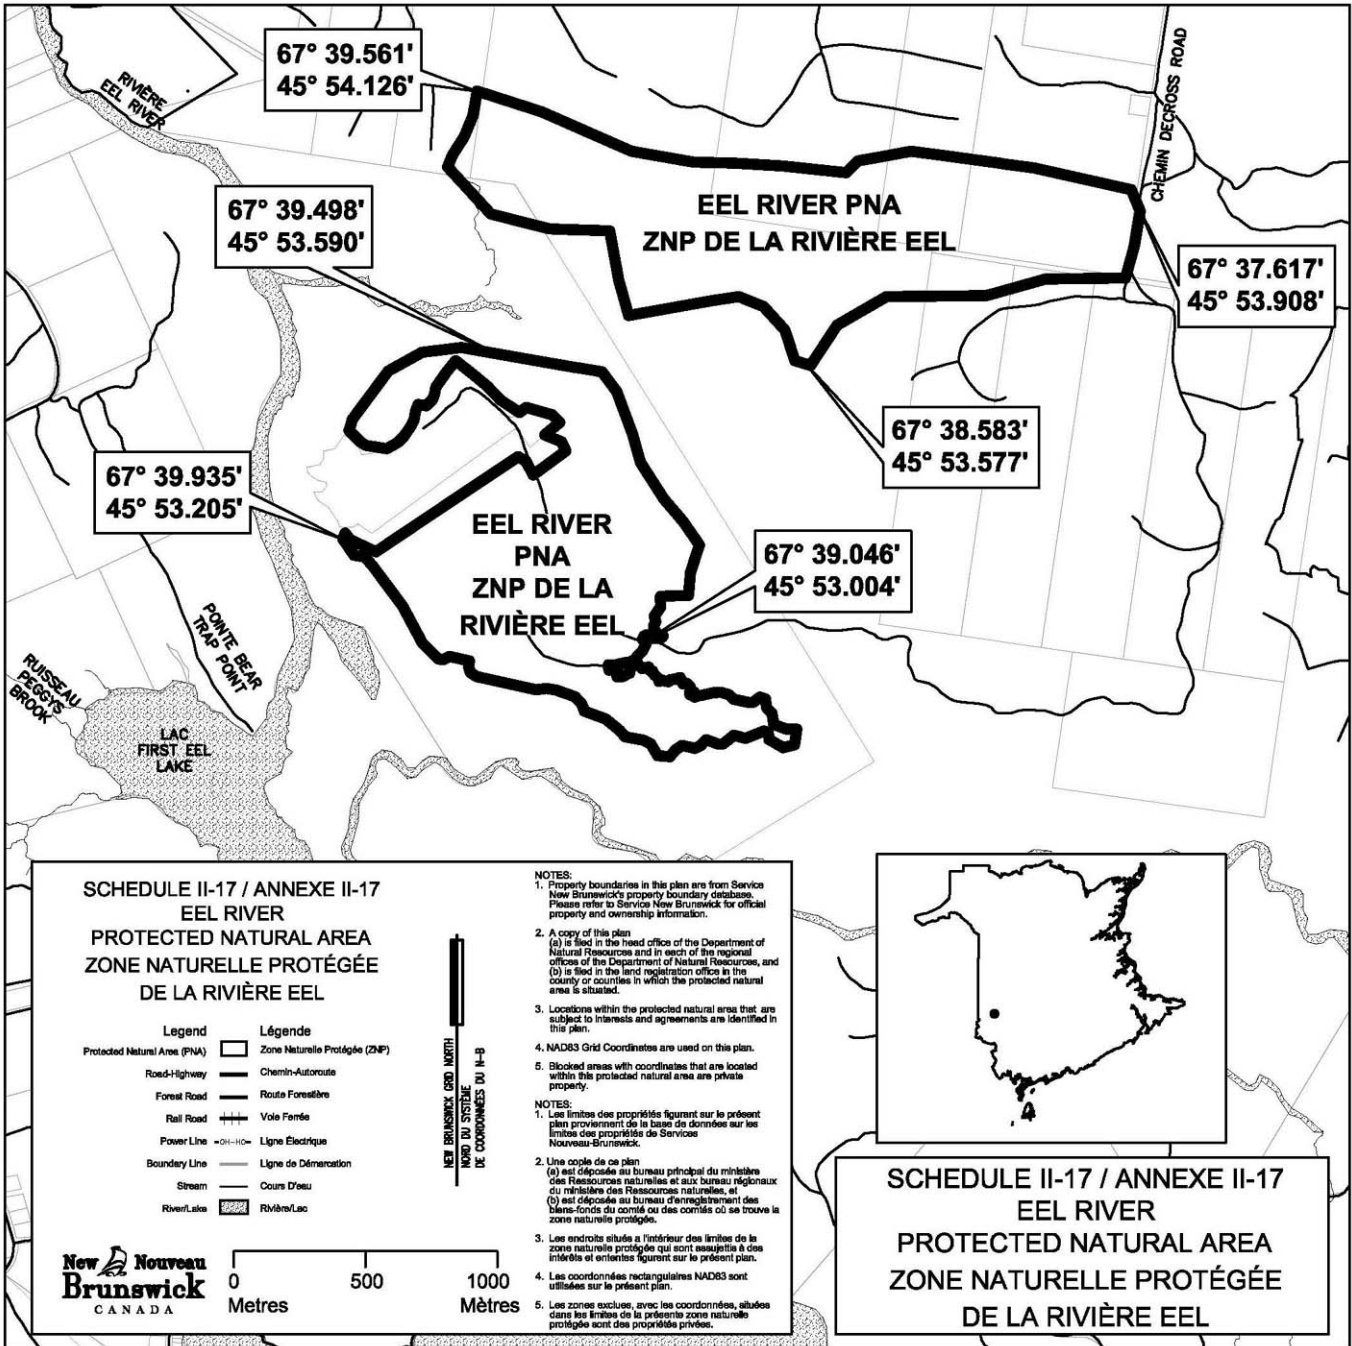 67° 39.561'
45° 54.126'
RIVIÈRE
EEL RIVER
CHEMIN DECROSS ROAD
67° 39.498'
45° 53.590'
EEL RIVER PNA
ZNP DE LA RIVIÈRE EEL
67° 37.617'
45° 53.908'
67° 38.583'
45° 53.577'
67° 39.935'
45° 53.205'
EEL RIVER
PNA
ZNP DE LA
RIVIÈRE EEL
67° 39.046'
45° 53.004'
POINTE BEAR
TRAP POINT
RUISSEAU
PEGGYS
BROOK
LAC
FIRST EEL
LAKE
SCHEDULE II-17 / ANNEXE II-17
EEL RIVER
PROTECTED NATURAL AREA
ZONE NATURELLE PROTÉGÉE
DE LA RIVIÈRE EEL
Legend Légende
Protected Natural Area (PNA) Zone Naturelle Protégée (ZNP)
Road-Highway Chemin-Autoroute
Forest Road Route Forestière
Rail Road Voie Ferrée
Power Line -OH-HO- Ligne Électrique
Boundary Line Ligne de Démarcation
Stream Cours D'eau
River/Lake Rivière/Lac
NEW BRUNSWICK GRID NORTH
NORD DU SYSTÈME
DE COORDONNÉES DU N-B
New Nouveau
Brunswick
CANADA
0 500 1000
Metres Mètres
NOTES:
1. Property boundaries in this plan are from Service
New Brunswick's property boundary database.
Please refer to Service New Brunswick for official
property and ownership information.
2. A copy of this plan
(a) is filed in the head office of the Department of
Natural Resources and in each of the regional
offices of the Department of Natural Resources, and
(b) is filed in the land registration office in the
county or counties in which the protected natural
area is situated.
3. Locations within the protected natural area that are
subject to interests and agreements are identified in
this plan.
4. NAD83 Grid Coordinates are used on this plan.
5. Blocked areas with coordinates that are located
within this protected natural area are private
property.
NOTES:
1. Les limites des propriétés figurant sur le présent
plan proviennent de la base de données sur les
limites des propriétés de Services
Nouveau-Brunswick.
2. Une copie de ce plan
(a) est déposée au bureau principal du ministère
des Ressources naturelles et aux bureau régionaux
du ministère des Ressources naturelles, et
(b) est déposée au bureau d'enregistrement des
biens-fonds du comté ou des comtés où se trouve la
zone naturelle protégée.
3. Les endroits situés a l'intérieur des limites de la
zone naturelle protégée qui sont assujettis à des
intérêts et ententes figurent sur le présent plan.
4. Les coordonnées rectangulaires NAD83 sont
utilisées sur le présent plan.
5. Les zones exclues, avec les coordonnées, situées
dans les limites de la présente zone naturelle
protégée sont des propriétés privées.
SCHEDULE II-17 / ANNEXE II-17
EEL RIVER
PROTECTED NATURAL AREA
ZONE NATURELLE PROTÉGÉE
DE LA RIVIÈRE EEL